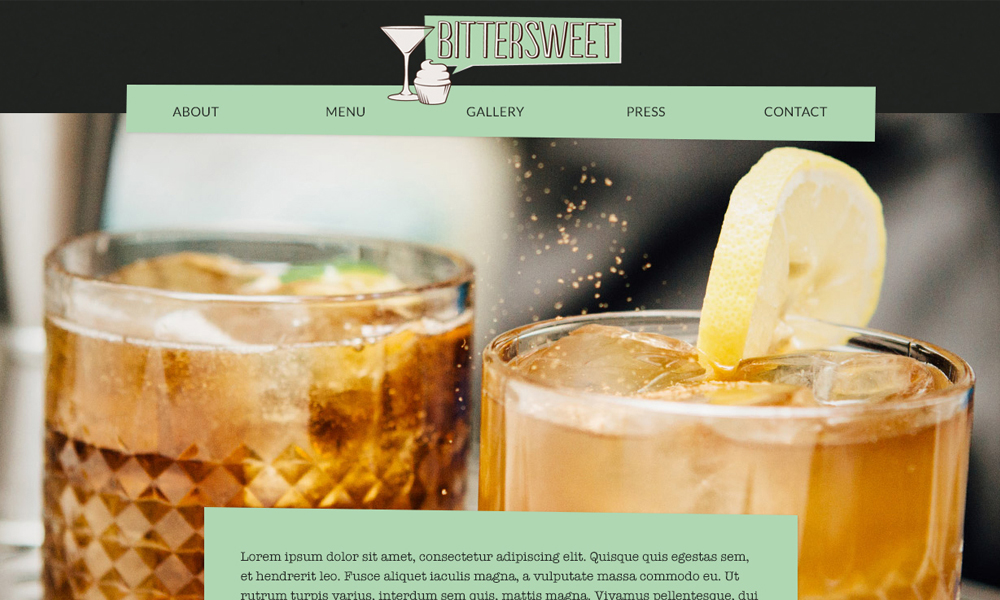 BITTERSWEET
ABOUT MENU GALLERY PRESS CONTACT
Lorem ipsum dolor sit amet, consectetur adipiscing elit. Quisque quis egestas sem,
et hendrerit leo. Fusce aliquet iaculis magna, a vulputate massa commodo eu. Ut
rutrum turpis varius, interdum sem quis, mattis magna. Vivamus pellentesque, dui